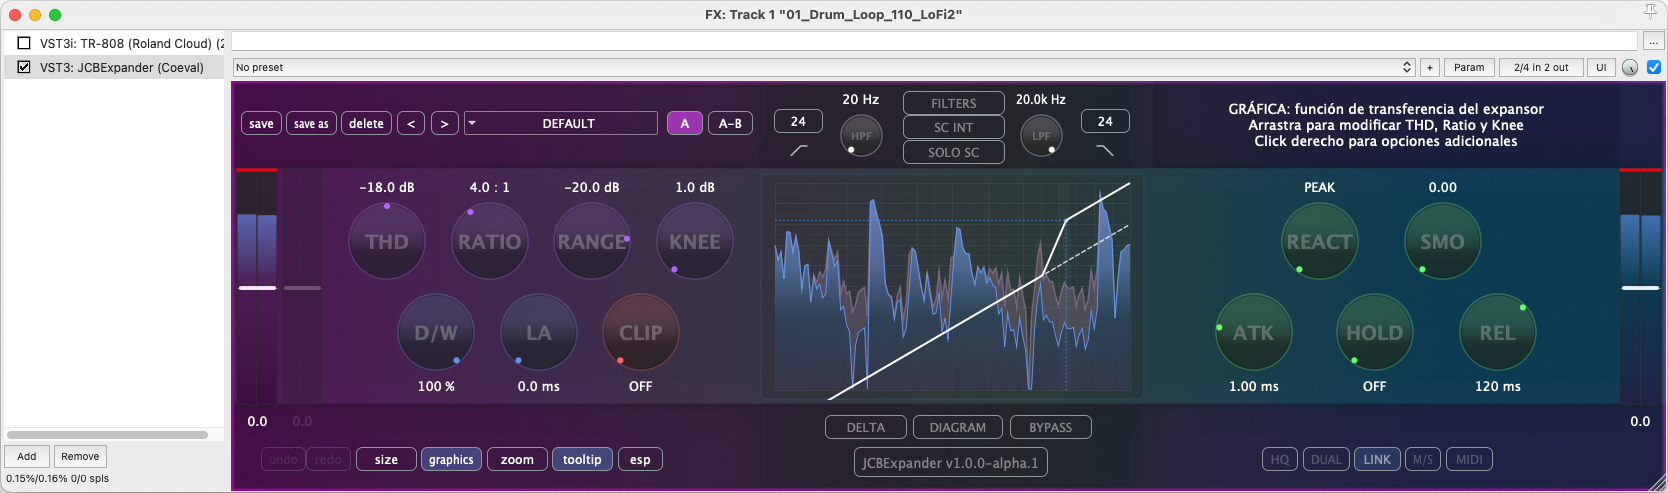 FX: Track 1 "01_Drum_Loop_110_LoFi2"
VST3i: TR-808 (Roland Cloud) (2
VST3: JCBExpander (Coeval)
...
No preset
+
Param
2/4 in 2 out
UI
save
save as
delete
<
>
DEFAULT
A
A-B
24
20 Hz
HPF
FILTERS
SC INT
SOLO SC
20.0k Hz
LPF
24
GRÁFICA: función de transferencia del expansor
Arrastra para modificar THD, Ratio y Knee
Click derecho para opciones adicionales
-18.0 dB
4.0 : 1
-20.0 dB
1.0 dB
THD
RATIO
RANGE
KNEE
D/W
LA
CLIP
100 %
0.0 ms
OFF
PEAK
0.00
REACT
SMO
ATK
HOLD
REL
1.00 ms
OFF
120 ms
0.0
0.0
0.0
DELTA
DIAGRAM
BYPASS
Add
Remove
undo
redo
size
graphics
zoom
tooltip
esp
JCBExpander v1.0.0-alpha.1
HQ
DUAL
LINK
M/S
MIDI
0.15%/0.16% 0/0 spls